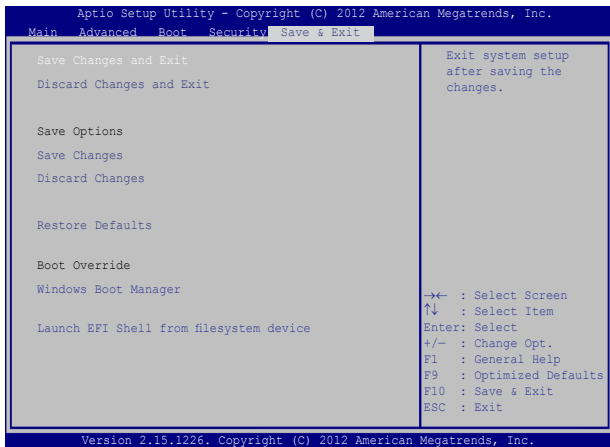 Aptio Setup Utility - Copyright (C) 2012 American Megatrends, Inc.
Main Advanced Boot Security Save & Exit
Save Changes and Exit
Discard Changes and Exit
Save Options
Save Changes
Discard Changes
Restore Defaults
Boot Override
Windows Boot Manager
Launch EFI Shell from filesystem device
Exit system setup
after saving the
changes.
→← : Select Screen
↑↓ : Select Item
Enter: Select
+/— : Change Opt.
F1 : General Help
F9 : Optimized Defaults
F10 : Save & Exit
ESC : Exit
Version 2.15.1226. Copyright (C) 2012 American Megatrends, Inc.